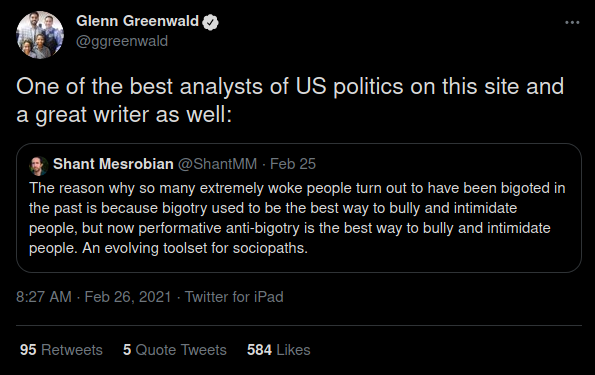 Glenn Greenwald
@ggreenwald
One of the best analysts of US politics on this site and
a great writer as well:
Shant Mesrobian @ShantMM · Feb 25
The reason why so many extremely woke people turn out to have been bigoted in
the past is because bigotry used to be the best way to bully and intimidate
people, but now performative anti-bigotry is the best way to bully and intimidate
people. An evolving toolset for sociopaths.
8:27 AM · Feb 26, 2021 · Twitter for iPad
95 Retweets 5 Quote Tweets 584 Likes